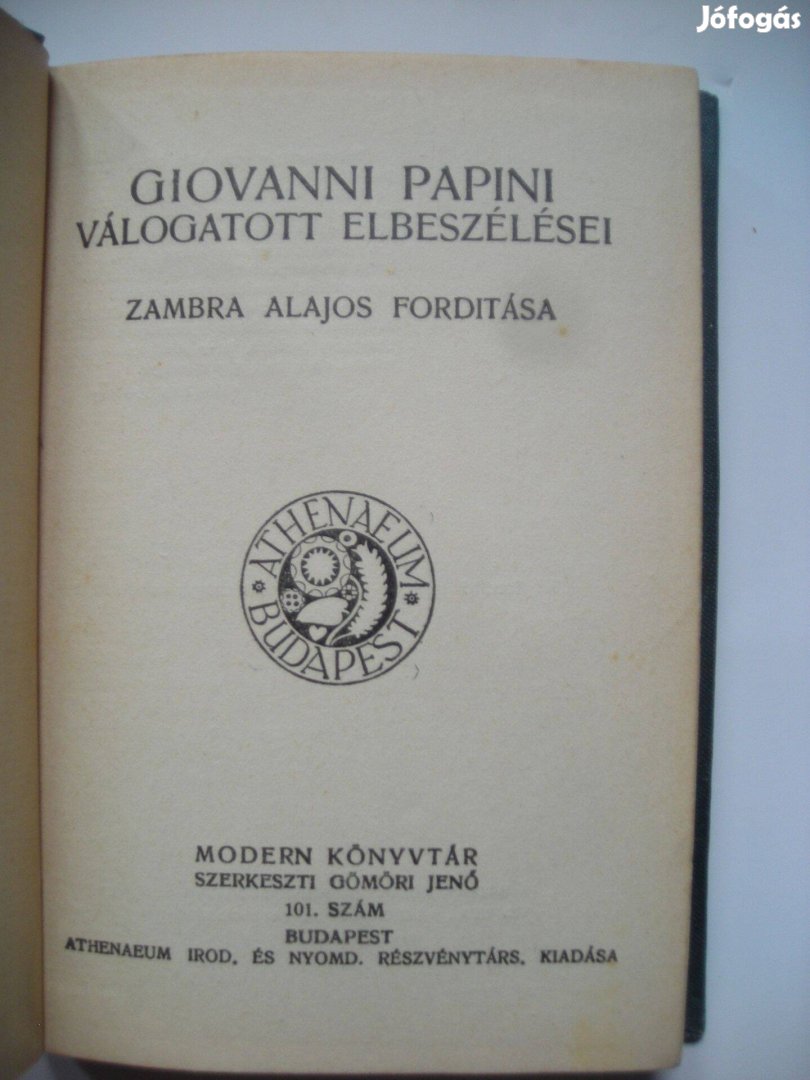 Jófogás
GIOVANNI PAPINI
VÁLOGATOTT ELBESZÉLÉSEI
ZAMBRA ALAJOS FORDITÁSA
ATHENAEUM
BUDAPEST
MODERN KÖNYVTÁR
SZERKESZTI GÖMÖRI JENŐ
101. SZÁM
BUDAPEST
ATHENAEUM IROD. ÉS NYOMD. RÉSZVÉNYTÁRS. KIADÁSA